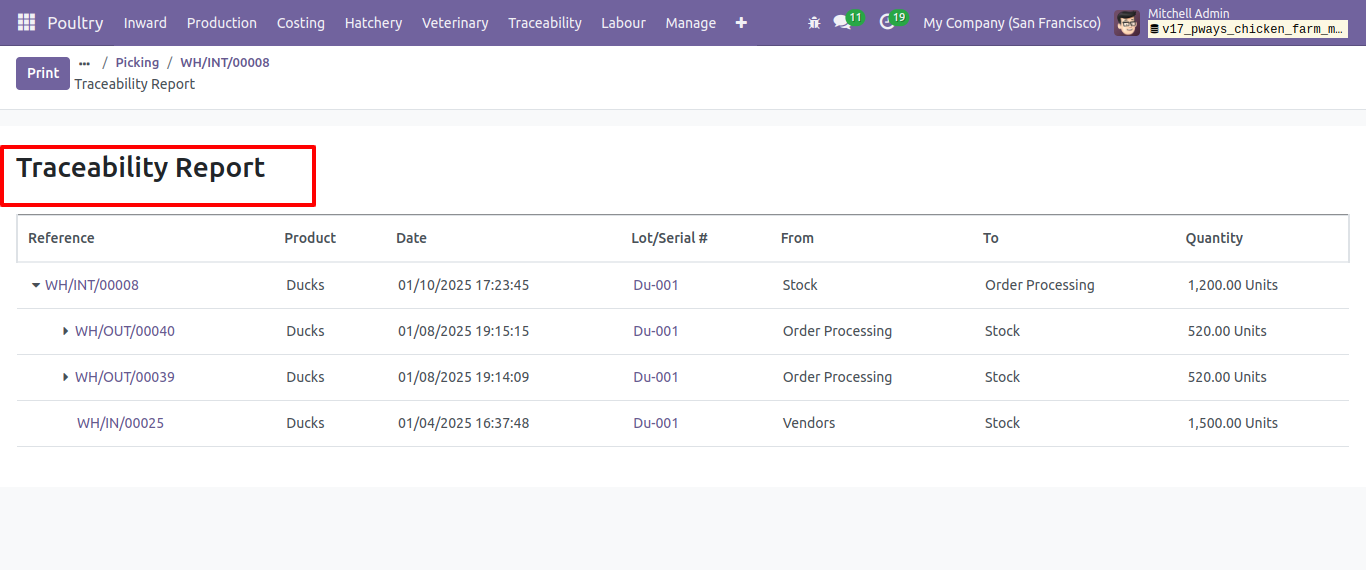 Poultry Inward Production Costing Hatchery Veterinary Traceability Labour Manage + 11 19 My Company (San Francisco) Mitchell Admin
v17_pways_chicken_farm_m...
Print ... / Picking / WH/INT/00008
Traceability Report
Traceability Report
Reference Product Date Lot/Serial # From To Quantity
WH/INT/00008 Ducks 01/10/2025 17:23:45 Du-001 Stock Order Processing 1,200.00 Units
WH/OUT/00040 Ducks 01/08/2025 19:15:15 Du-001 Order Processing Stock 520.00 Units
WH/OUT/00039 Ducks 01/08/2025 19:14:09 Du-001 Order Processing Stock 520.00 Units
WH/IN/00025 Ducks 01/04/2025 16:37:48 Du-001 Vendors Stock 1,500.00 Units